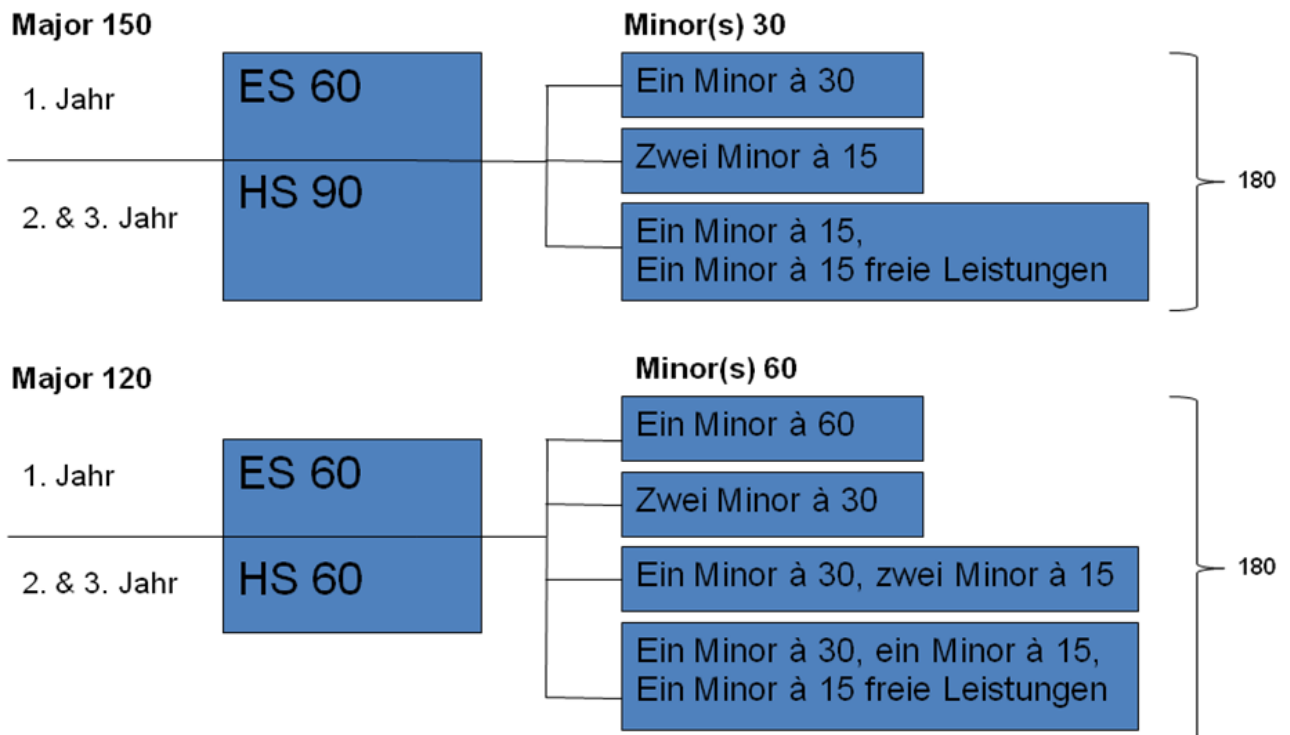 Major 150
Minor(s) 30
1. Jahr
ES 60
Ein Minor à 30
Zwei Minor à 15
2. & 3. Jahr
HS 90
Ein Minor à 15,
Ein Minor à 15 freie Leistungen
180
Major 120
Minor(s) 60
1. Jahr
ES 60
Ein Minor à 60
Zwei Minor à 30
2. & 3. Jahr
HS 60
Ein Minor à 30, zwei Minor à 15
Ein Minor à 30, ein Minor à 15,
Ein Minor à 15 freie Leistungen
180